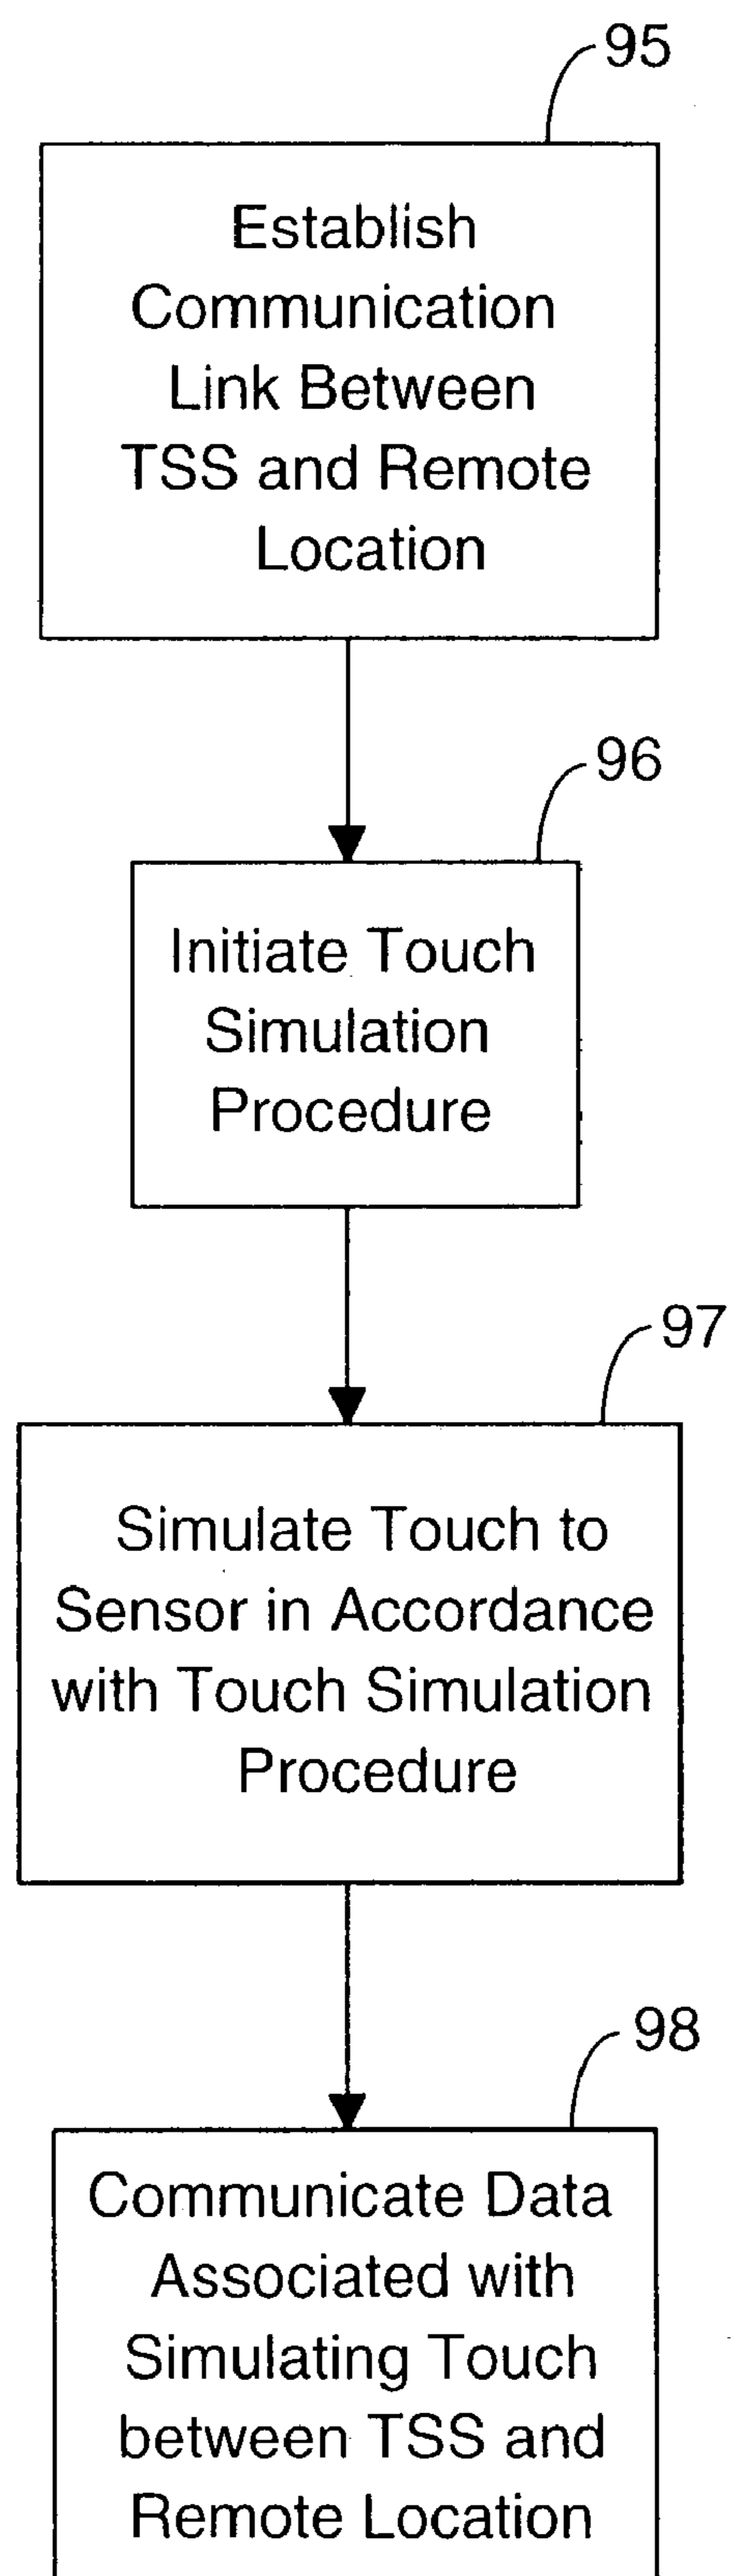 95
Establish
Communication
Link Between
TSS and Remote
Location
96
Initiate Touch
Simulation
Procedure
97
Simulate Touch to
Sensor in Accordance
with Touch Simulation
Procedure
98
Communicate Data
Associated with
Simulating Touch
between TSS and
Remote Location